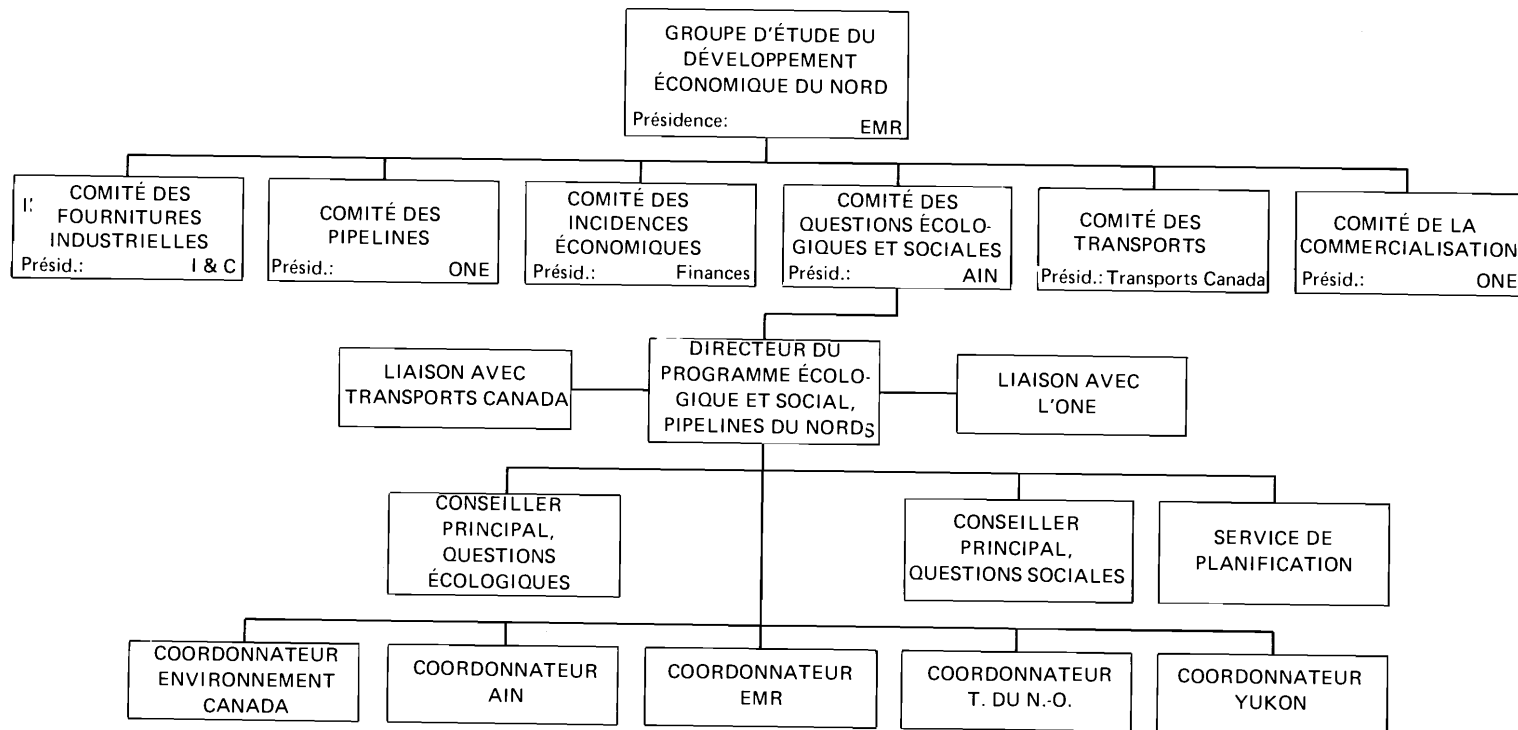 GROUPE D'ÉTUDE DU
DÉVELOPPEMENT
ÉCONOMIQUE DU NORD
Présidence: EMR
COMITÉ DES
FOURNITURES
INDUSTRIELLES
Présid.: I & C
COMITÉ DES
PIPELINES
Présid.: ONE
COMITÉ DES
INCIDENCES
ÉCONOMIQUES
Présid.: Finances
COMITÉ DES
QUESTIONS ÉCOLO-
GIQUES ET SOCIALES
Présid.: AIN
COMITÉ DES
TRANSPORTS
Présid.: Transports Canada
COMITÉ DE LA
COMMERCIALISATION
Présid.: ONE
LIAISON AVEC
TRANSPORTS CANADA
DIRECTEUR DU
PROGRAMME ÉCOLO-
GIQUE ET SOCIAL,
PIPELINES DU NORDS
LIAISON AVEC
L'ONE
CONSEILLER
PRINCIPAL,
QUESTIONS
ÉCOLOGIQUES
CONSEILLER
PRINCIPAL,
QUESTIONS SOCIALES
SERVICE DE
PLANIFICATION
COORDONNATEUR
ENVIRONNEMENT
CANADA
COORDONNATEUR
AIN
COORDONNATEUR
EMR
COORDONNATEUR
T. DU N.-O.
COORDONNATEUR
YUKON